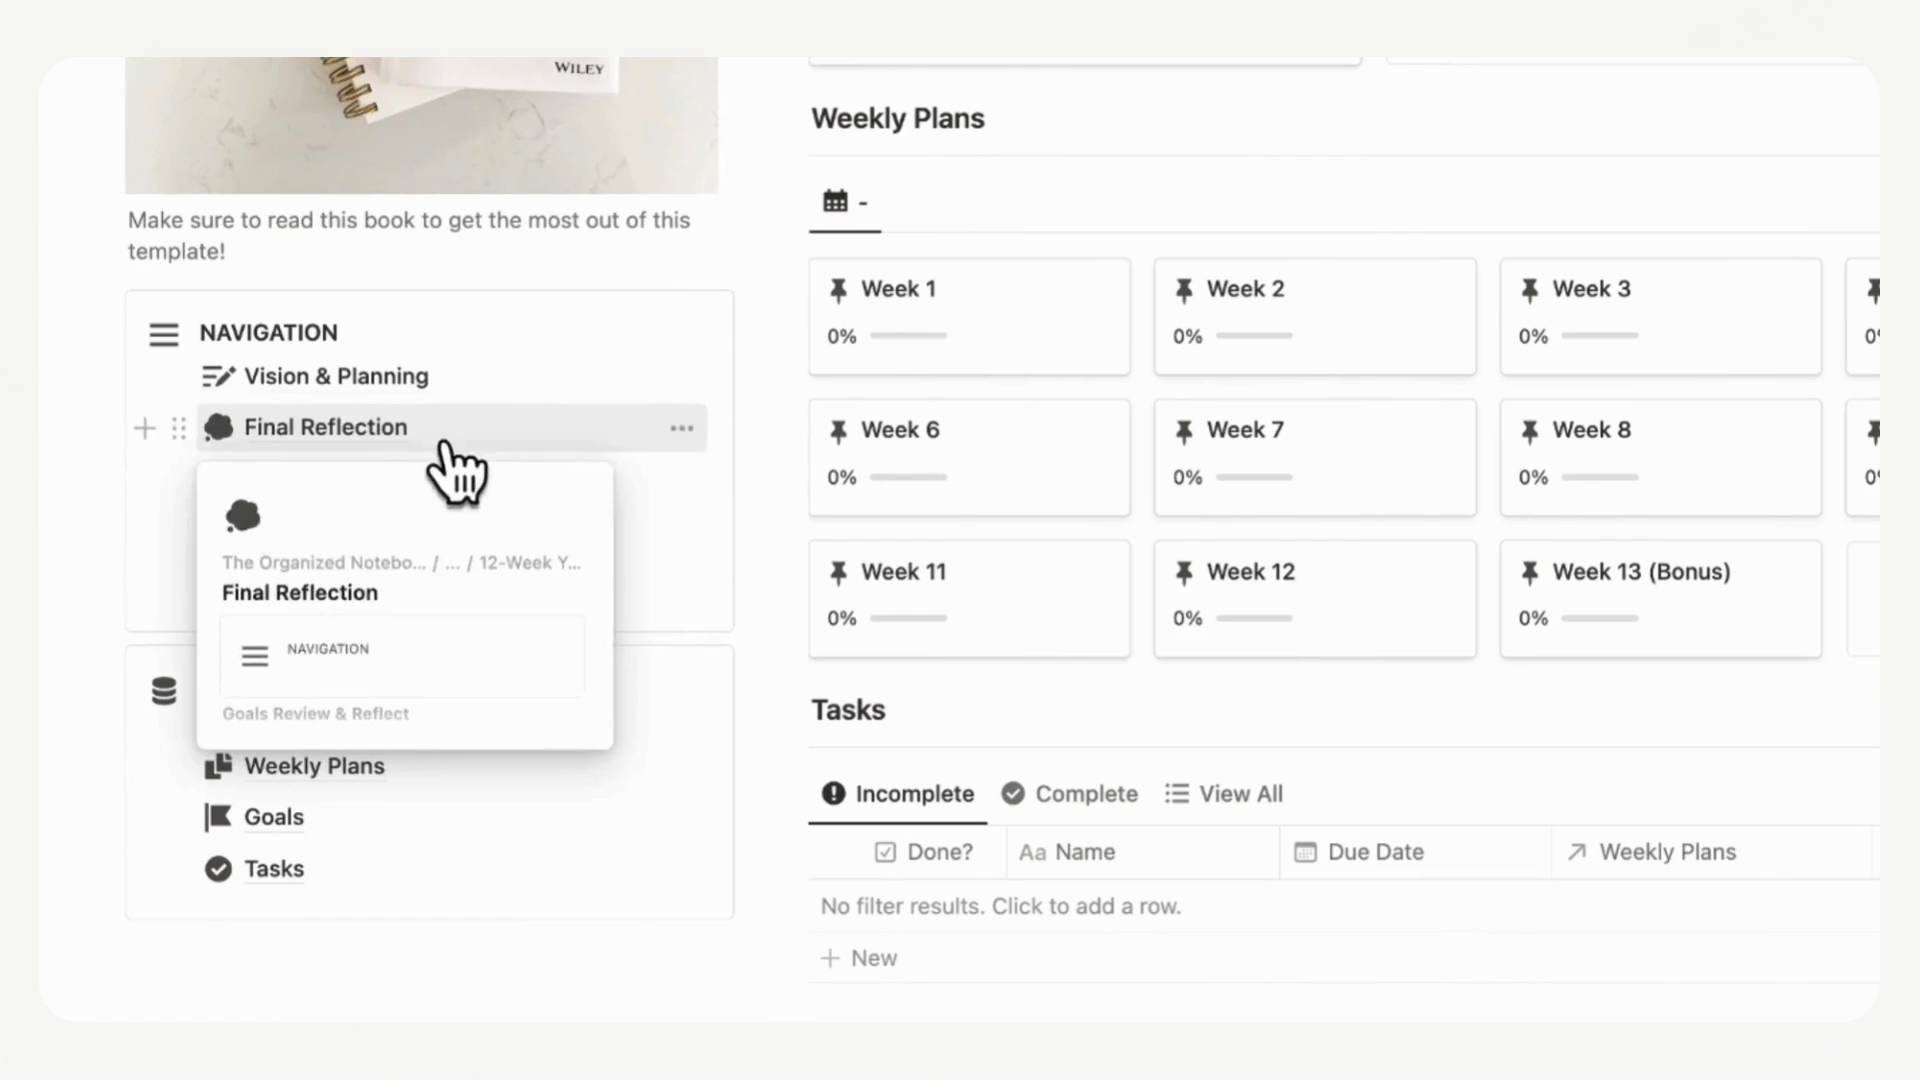 WILEY
Make sure to read this book to get the most out of this
template!
NAVIGATION
Vision & Planning
Final Reflection
The Organized Notebo... / ... / 12-Week Y...
Final Reflection
NAVIGATION
Goals Review & Reflect
Weekly Plans
Goals
Tasks
Weekly Plans
-
Week 1
0%
Week 2
0%
Week 3
0%
Week 6
0%
Week 7
0%
Week 8
0%
Week 11
0%
Week 12
0%
Week 13 (Bonus)
0%
Tasks
Incomplete
Complete
View All
Done?
Aa Name
Due Date
Weekly Plans
No filter results. Click to add a row.
+ New